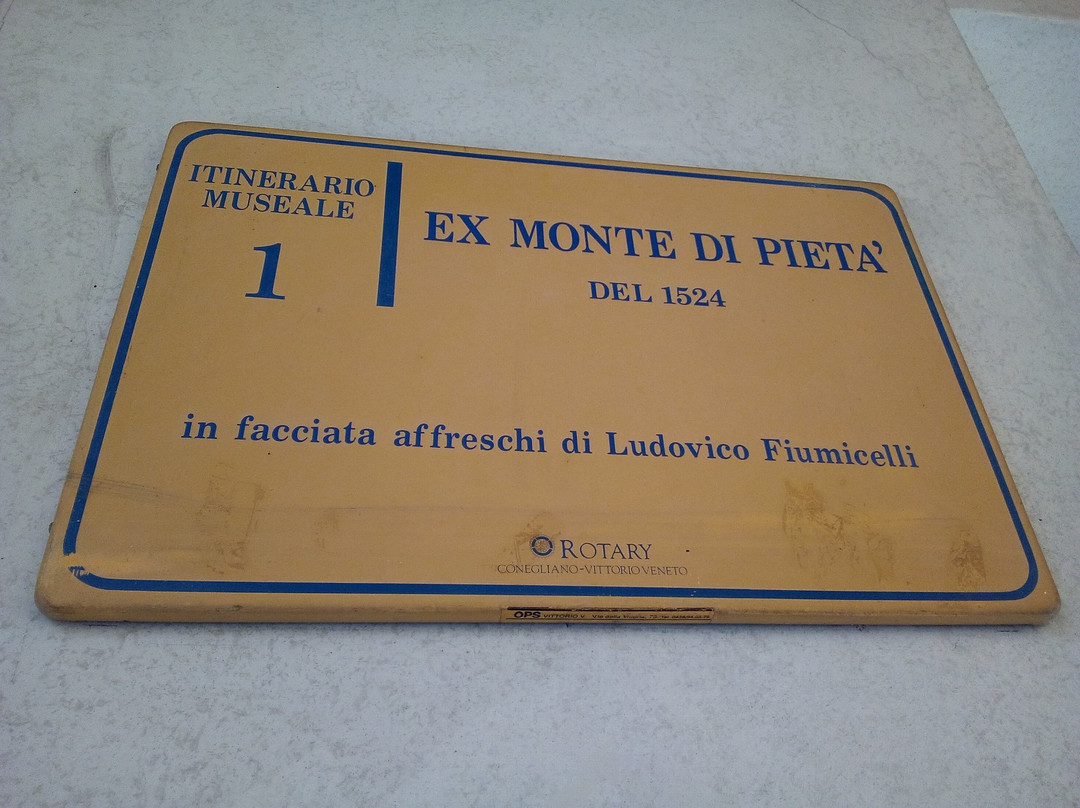 ITINERARIO
MUSEALE
1
EX MONTE DI PIETA'
DEL 1524
in facciata affreschi di Ludovico Fiumicelli
ROTARY
CONEGLIANO-VITTORIO VENETO
OPS VITTORIO V.